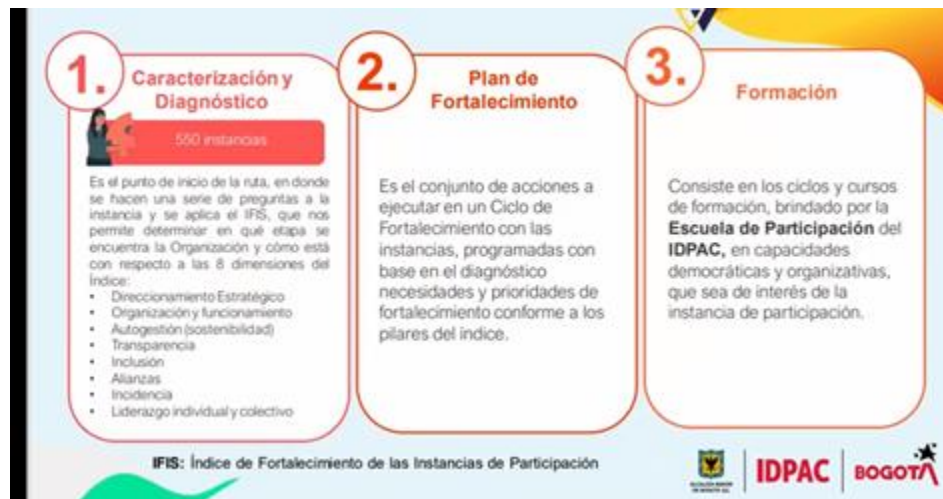 1.
Caracterización y
Diagnóstico
550 instancias
Es el punto de inicio de la ruta, en donde
se hacen una serie de preguntas a la
instancia y se aplica el IFIS, que nos
permite determinar en qué etapa se
encuentra la Organización y cómo está
con respecto a las 8 dimensiones del
Índice:
• Direccionamiento Estratégico
• Organización y funcionamiento
• Autogestión (sostenibilidad)
• Transparencia
• Inclusión
• Alianzas
• Incidencia
• Liderazgo individual y colectivo
2.
Plan de
Fortalecimiento
Es el conjunto de acciones a
ejecutar en un Ciclo de
Fortalecimiento con las
instancias, programadas con
base en el diagnóstico
necesidades y prioridades de
fortalecimiento conforme a los
pilares del índice.
3.
Formación
Consiste en los ciclos y cursos
de formación, brindado por la
Escuela de Participación del
IDPAC, en capacidades
democráticas y organizativas,
que sea de interés de la
instancia de participación.
IFIS: Índice de Fortalecimiento de las Instancias de Participación
ALCALDÍA MAYOR
DE BOGOTÁ D.C.
IDPAC
BOGOTÁ